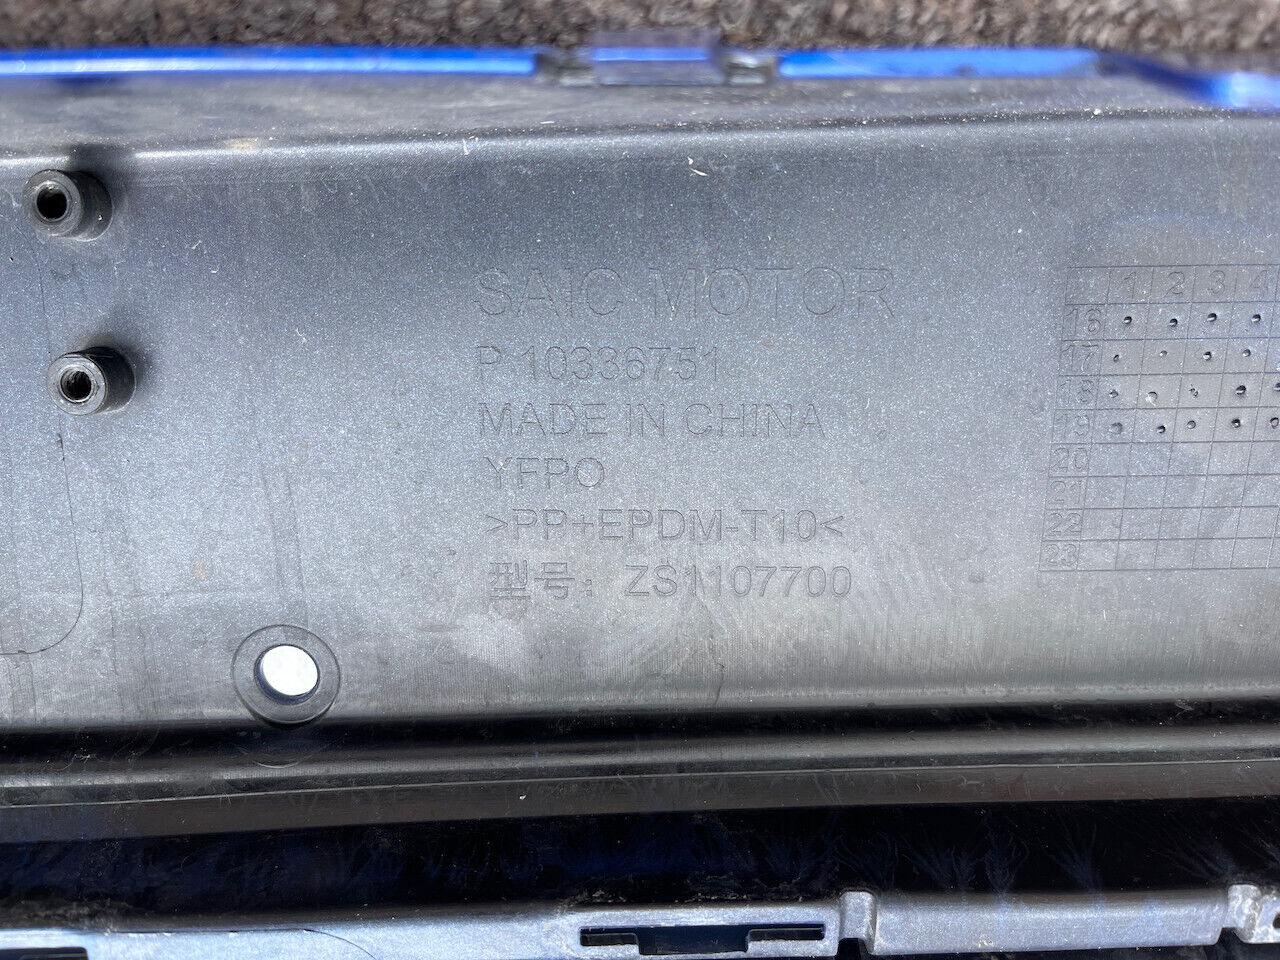 SAIC MOTOR
P 10336751
MADE IN CHINA
YFPO
>PP+EPDM-T10<
型号：ZS1107700
1 2 3 4
16
17
18
19
20
21
22
23